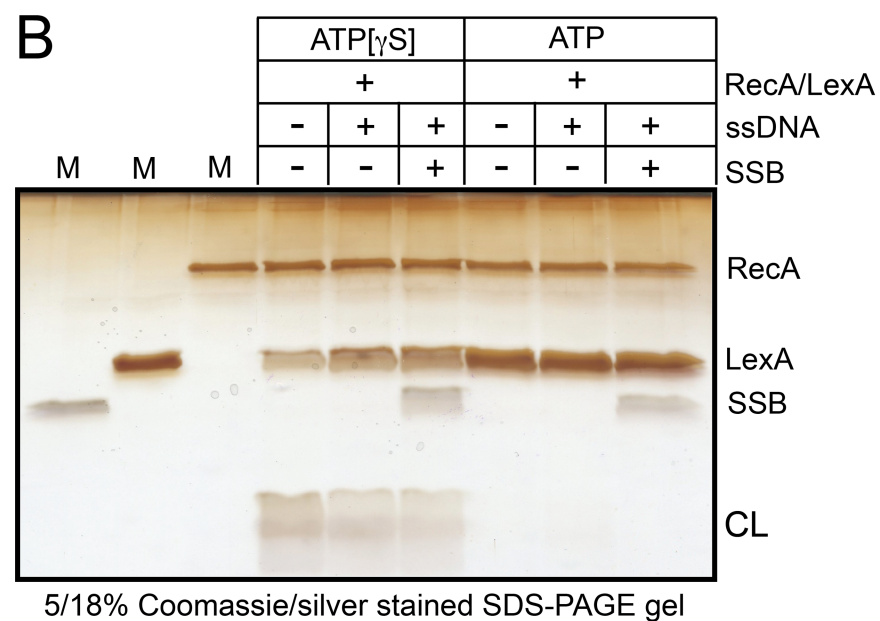 B
ATP[γS] ATP
+ + RecA/LexA
- + + - + + ssDNA
M M M - - + - - + SSB
RecA
LexA
SSB
CL
5/18% Coomassie/silver stained SDS-PAGE gel